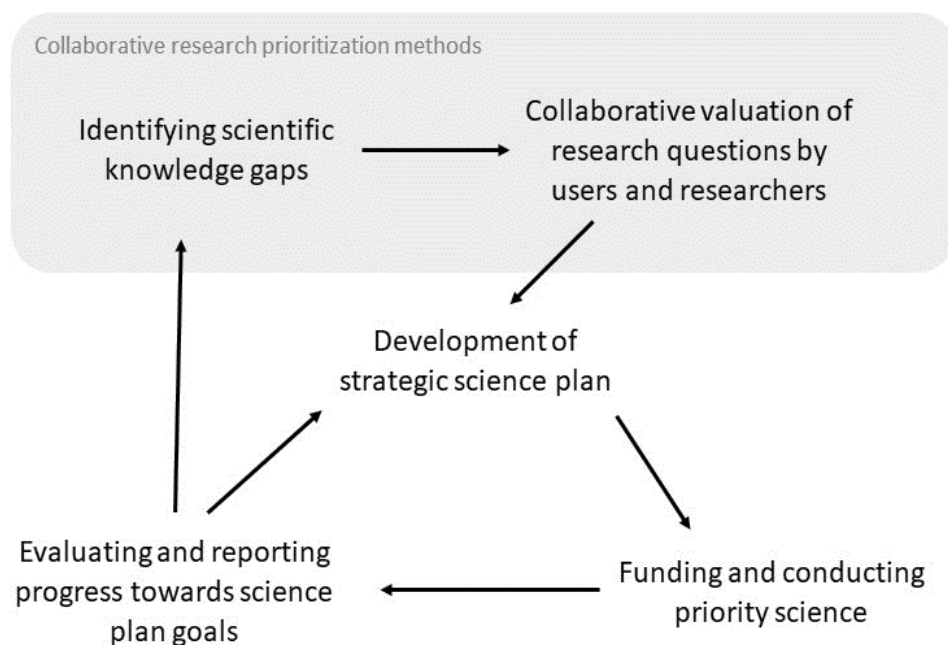 Collaborative research prioritization methods
Identifying scientific
knowledge gaps
Collaborative valuation of
research questions by
users and researchers
Development of
strategic science plan
Evaluating and reporting
progress towards science
plan goals
Funding and conducting
priority science